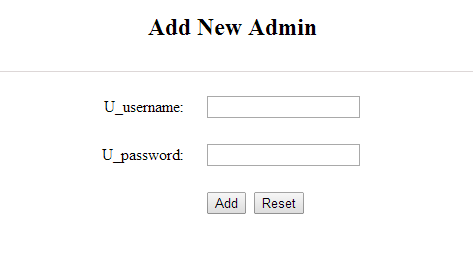 Add New Admin
U_username:
U_password:
Add Reset